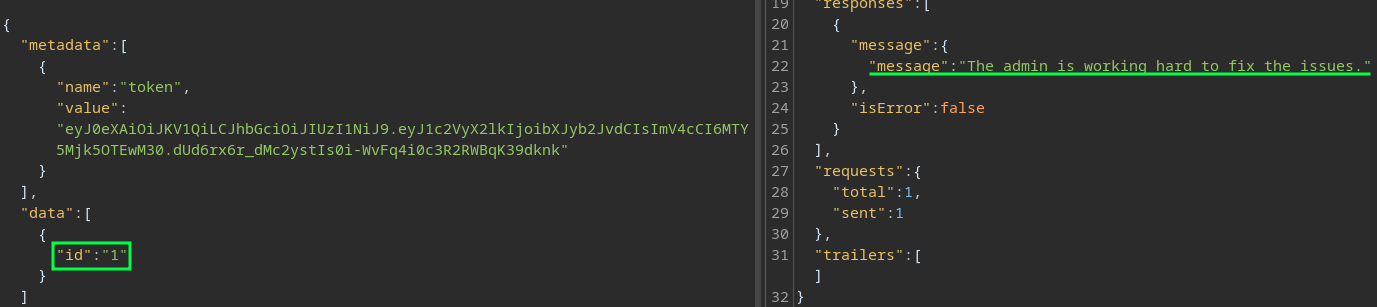 {
"metadata":[
{
"name":"token",
"value":
"eyJ0eXAiOiJKV1QiLCJhbGciOiJIUzI1NiJ9.eyJ1c2VyX2lkIjoibXJyb2JvdCIsImV4cCI6MTY
5Mjk5OTEwM30.dUd6rx6r_dMc2ystIs0i-WvFq4i0c3R2RWBqK39dknk"
}
],
"data":[
{
"id":"1"
}
]
19 "responses":[
20 {
21 "message":{
22 "message":"The admin is working hard to fix the issues."
23 },
24 "isError":false
25 }
26 ],
27 "requests":{
28 "total":1,
29 "sent":1
30 },
31 "trailers":[
]
32 }